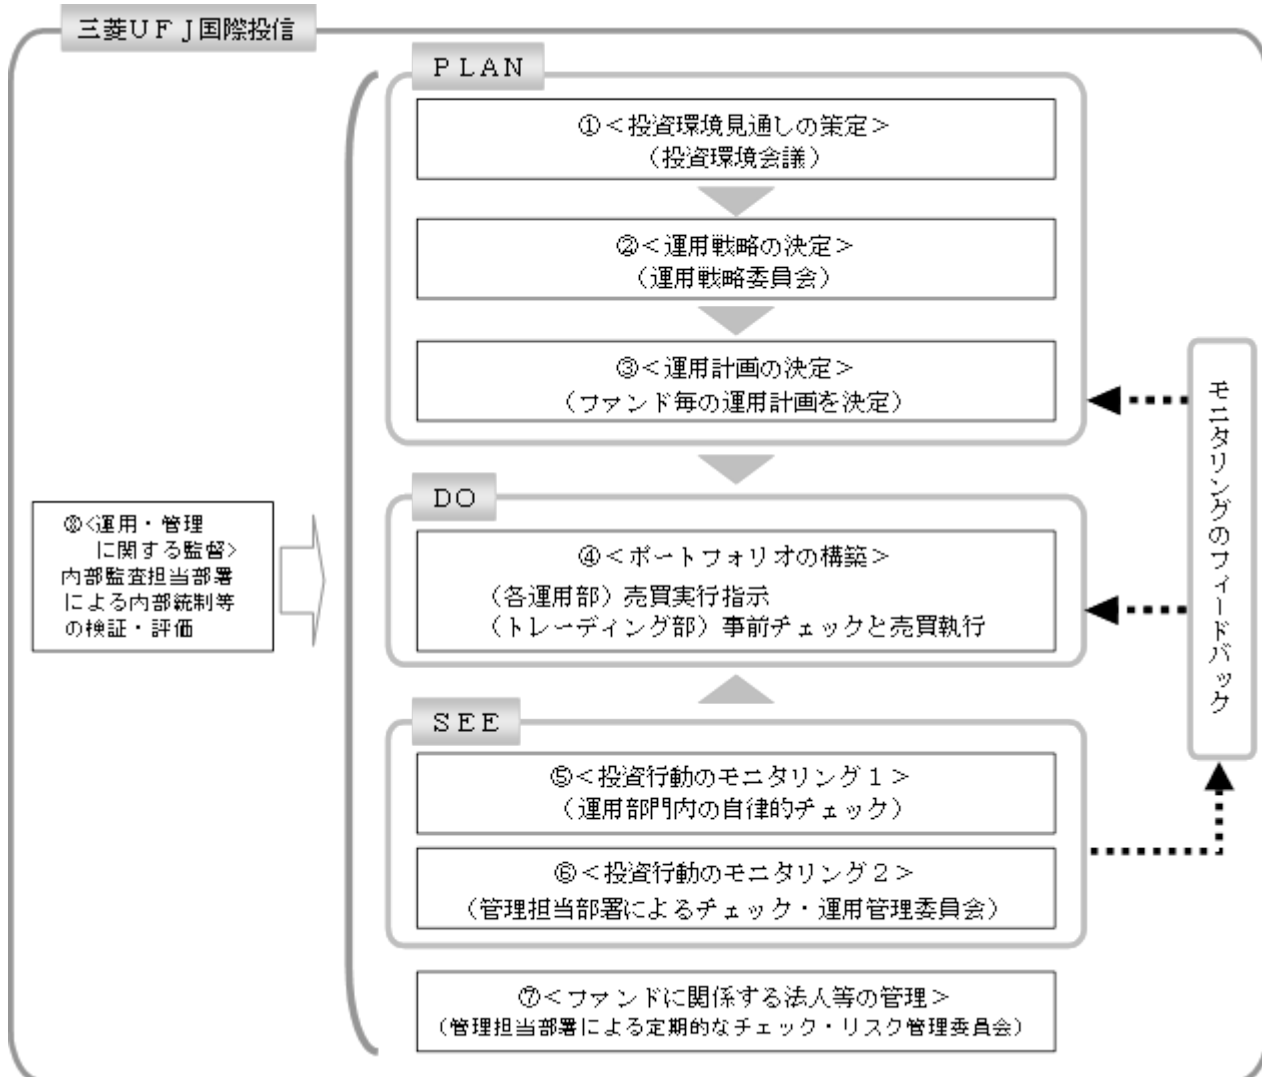 三菱ＵＦＪ国際投信
ＰＬＡＮ
①＜投資環境見通しの策定＞
（投資環境会議）
②＜運用戦略の決定＞
（運用戦略委員会）
③＜運用計画の決定＞
（ファンド毎の運用計画を決定）
ＤＯ
④＜ポートフォリオの構築＞
（各運用部）売買実行指示
（トレーディング部）事前チェックと売買執行
ＳＥＥ
⑤＜投資行動のモニタリング１＞
（運用部門内の自律的チェック）
⑥＜投資行動のモニタリング２＞
（管理担当部署によるチェック・運用管理委員会）
⑦＜ファンドに関係する法人等の管理＞
（管理担当部署による定期的なチェック・リスク管理委員会）
⑧<運用・管理
に関する監督>
内部監査担当部署
による内部統制等
の検証・評価
モニタリングのフィードバック